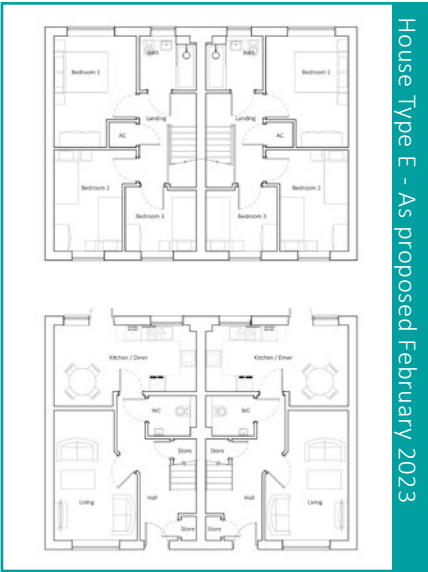 House Type E - As proposed February 2023
Bath
Bath
Bedroom 1
Bedroom 1
Landing
Landing
AC
AC
Bedroom 2
Bedroom 2
Bedroom 3
Bedroom 3
Kitchen / Diner
Kitchen / Diner
WC
WC
Store
Store
Living
Hall
Hall
Living
Store
Store